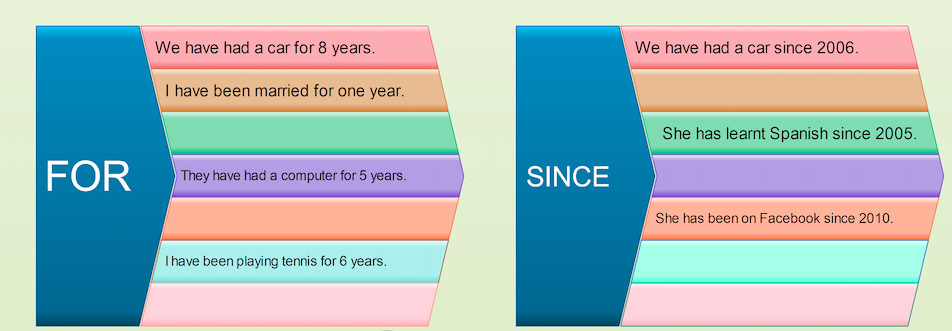 FOR
We have had a car for 8 years.
I have been married for one year.
They have had a computer for 5 years.
I have been playing tennis for 6 years.
SINCE
We have had a car since 2006.
She has learnt Spanish since 2005.
She has been on Facebook since 2010.